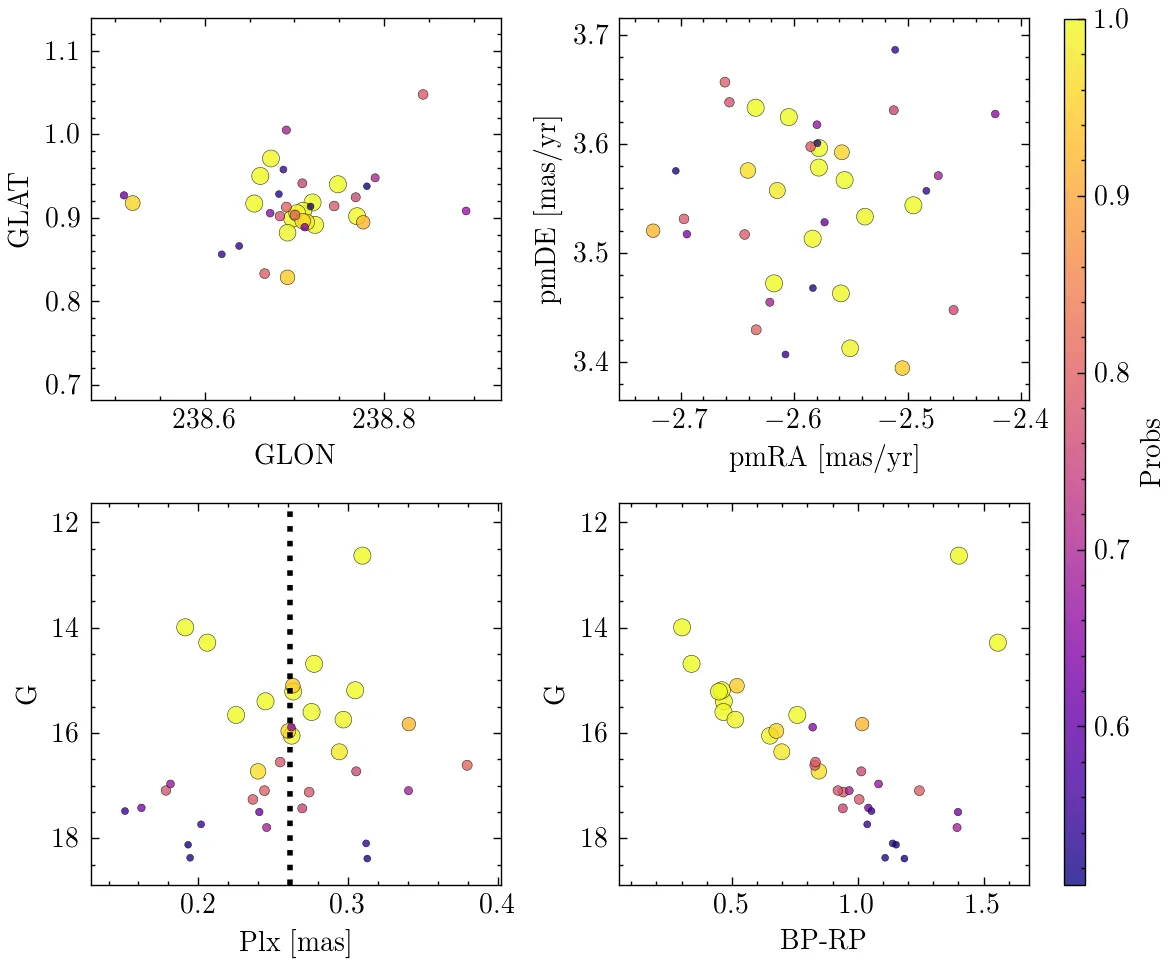 1.1
1.0
0.9
0.8
0.7
GLAT
238.6 238.8
GLON
3.7
3.6
3.5
3.4
pmDE [mas/yr]
−2.7 −2.6 −2.5 −2.4
pmRA [mas/yr]
12
14
16
18
G
0.2 0.3 0.4
Plx [mas]
12
14
16
18
G
0.5 1.0 1.5
BP-RP
1.0
0.9
0.8
0.7
0.6
Probs